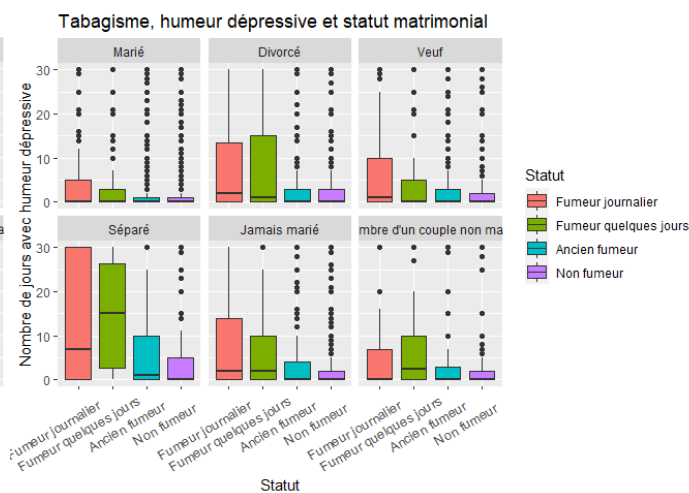 Tabagisme, humeur dépressive et statut matrimonial
Marié
Divorcé
Veuf
Nombre de jours avec humeur dépressive
30
20
10
0
a
Séparé
Jamais marié
mbre d'un couple non ma
30
20
10
0
Fumeur journalier
Fumeur quelques jours
Ancien fumeur
Non fumeur
Fumeur journalier
Fumeur quelques jours
Ancien fumeur
Non fumeur
Fumeur journalier
Fumeur quelques jours
Ancien fumeur
Non fumeur
Statut
Statut
Fumeur journalier
Fumeur quelques jours
Ancien fumeur
Non fumeur